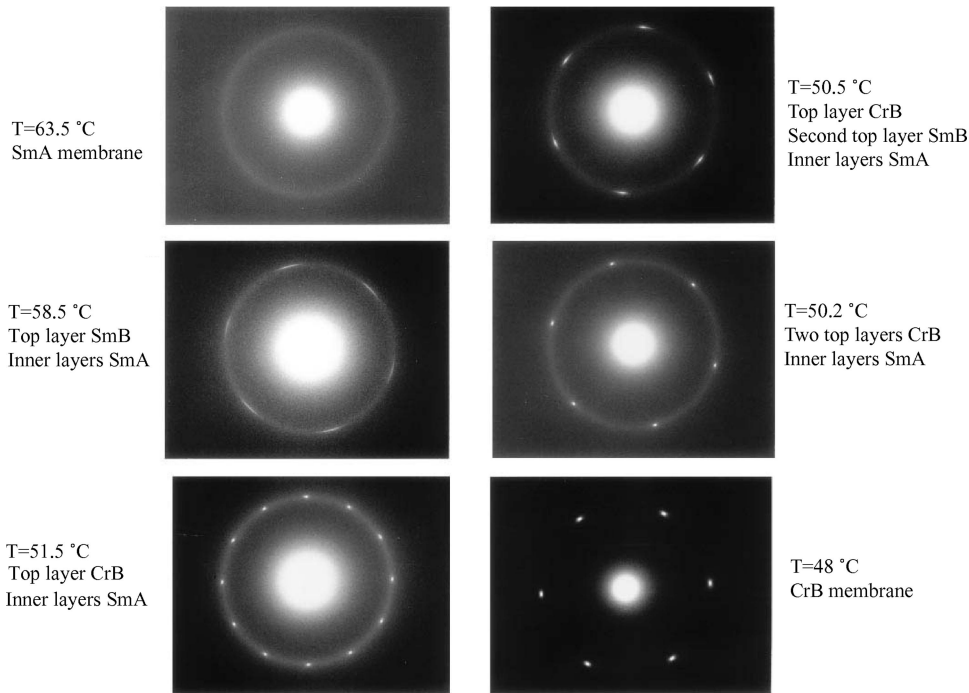 T=63.5 ˚C
SmA membrane
T=58.5 ˚C
Top layer SmB
Inner layers SmA
T=51.5 ˚C
Top layer CrB
Inner layers SmA
T=50.5 ˚C
Top layer CrB
Second top layer SmB
Inner layers SmA
T=50.2 ˚C
Two top layers CrB
Inner layers SmA
T=48 ˚C
CrB membrane